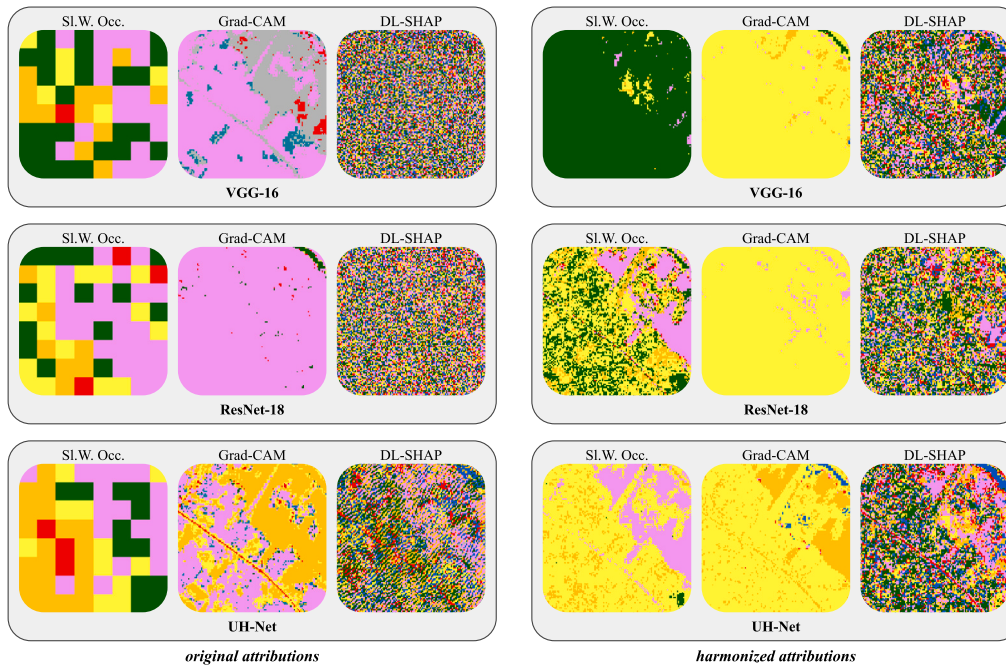 Sl.W. Occ. Grad-CAM DL-SHAP
VGG-16
Sl.W. Occ. Grad-CAM DL-SHAP
VGG-16
Sl.W. Occ. Grad-CAM DL-SHAP
ResNet-18
Sl.W. Occ. Grad-CAM DL-SHAP
ResNet-18
Sl.W. Occ. Grad-CAM DL-SHAP
UH-Net
Sl.W. Occ. Grad-CAM DL-SHAP
UH-Net
original attributions
harmonized attributions